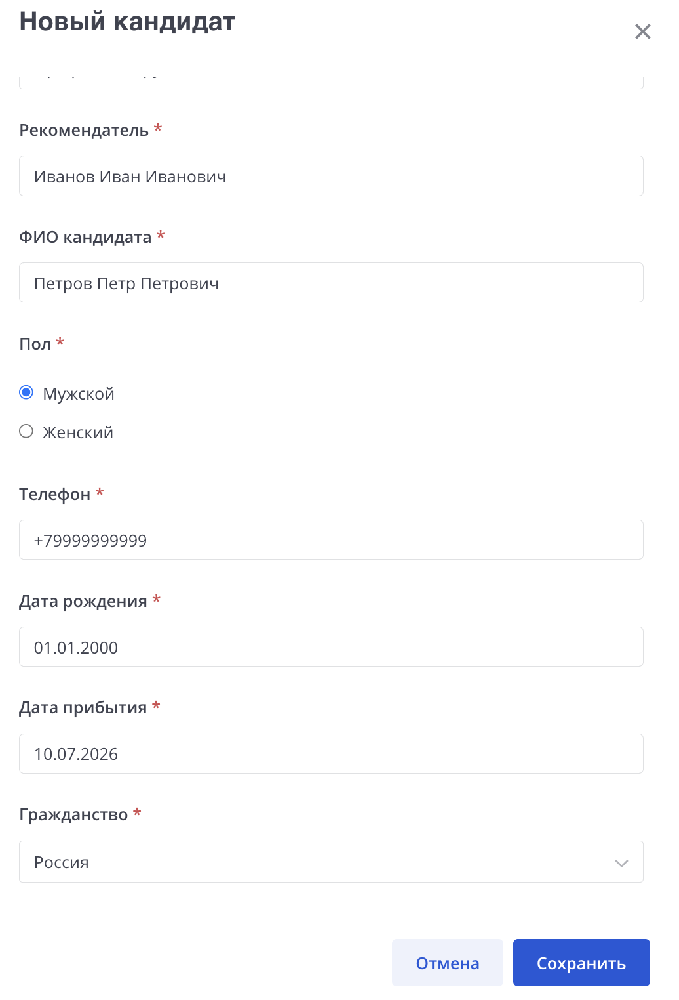 Новый кандидат
Рекомендатель *
Иванов Иван Иванович
ФИО кандидата *
Петров Петр Петрович
Пол *
Мужской
Женский
Телефон *
+79999999999
Дата рождения *
01.01.2000
Дата прибытия *
10.07.2026
Гражданство *
Россия
Отмена
Сохранить